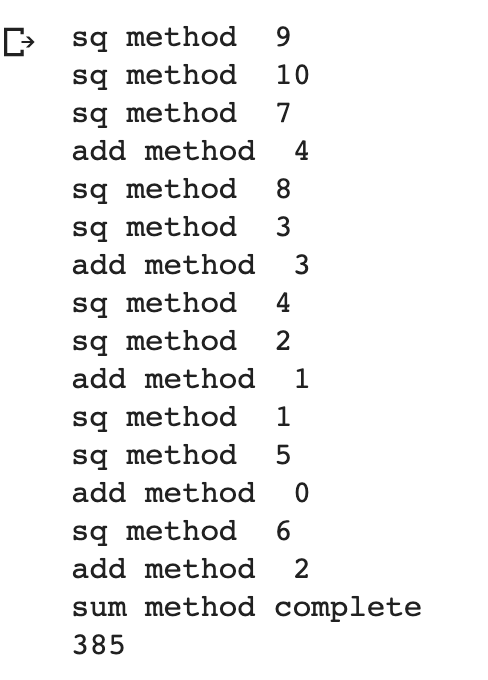 sq method  9
sq method  10
sq method  7
add method  4
sq method  8
sq method  3
add method  3
sq method  4
sq method  2
add method  1
sq method  1
sq method  5
add method  0
sq method  6
add method  2
sum method complete
385